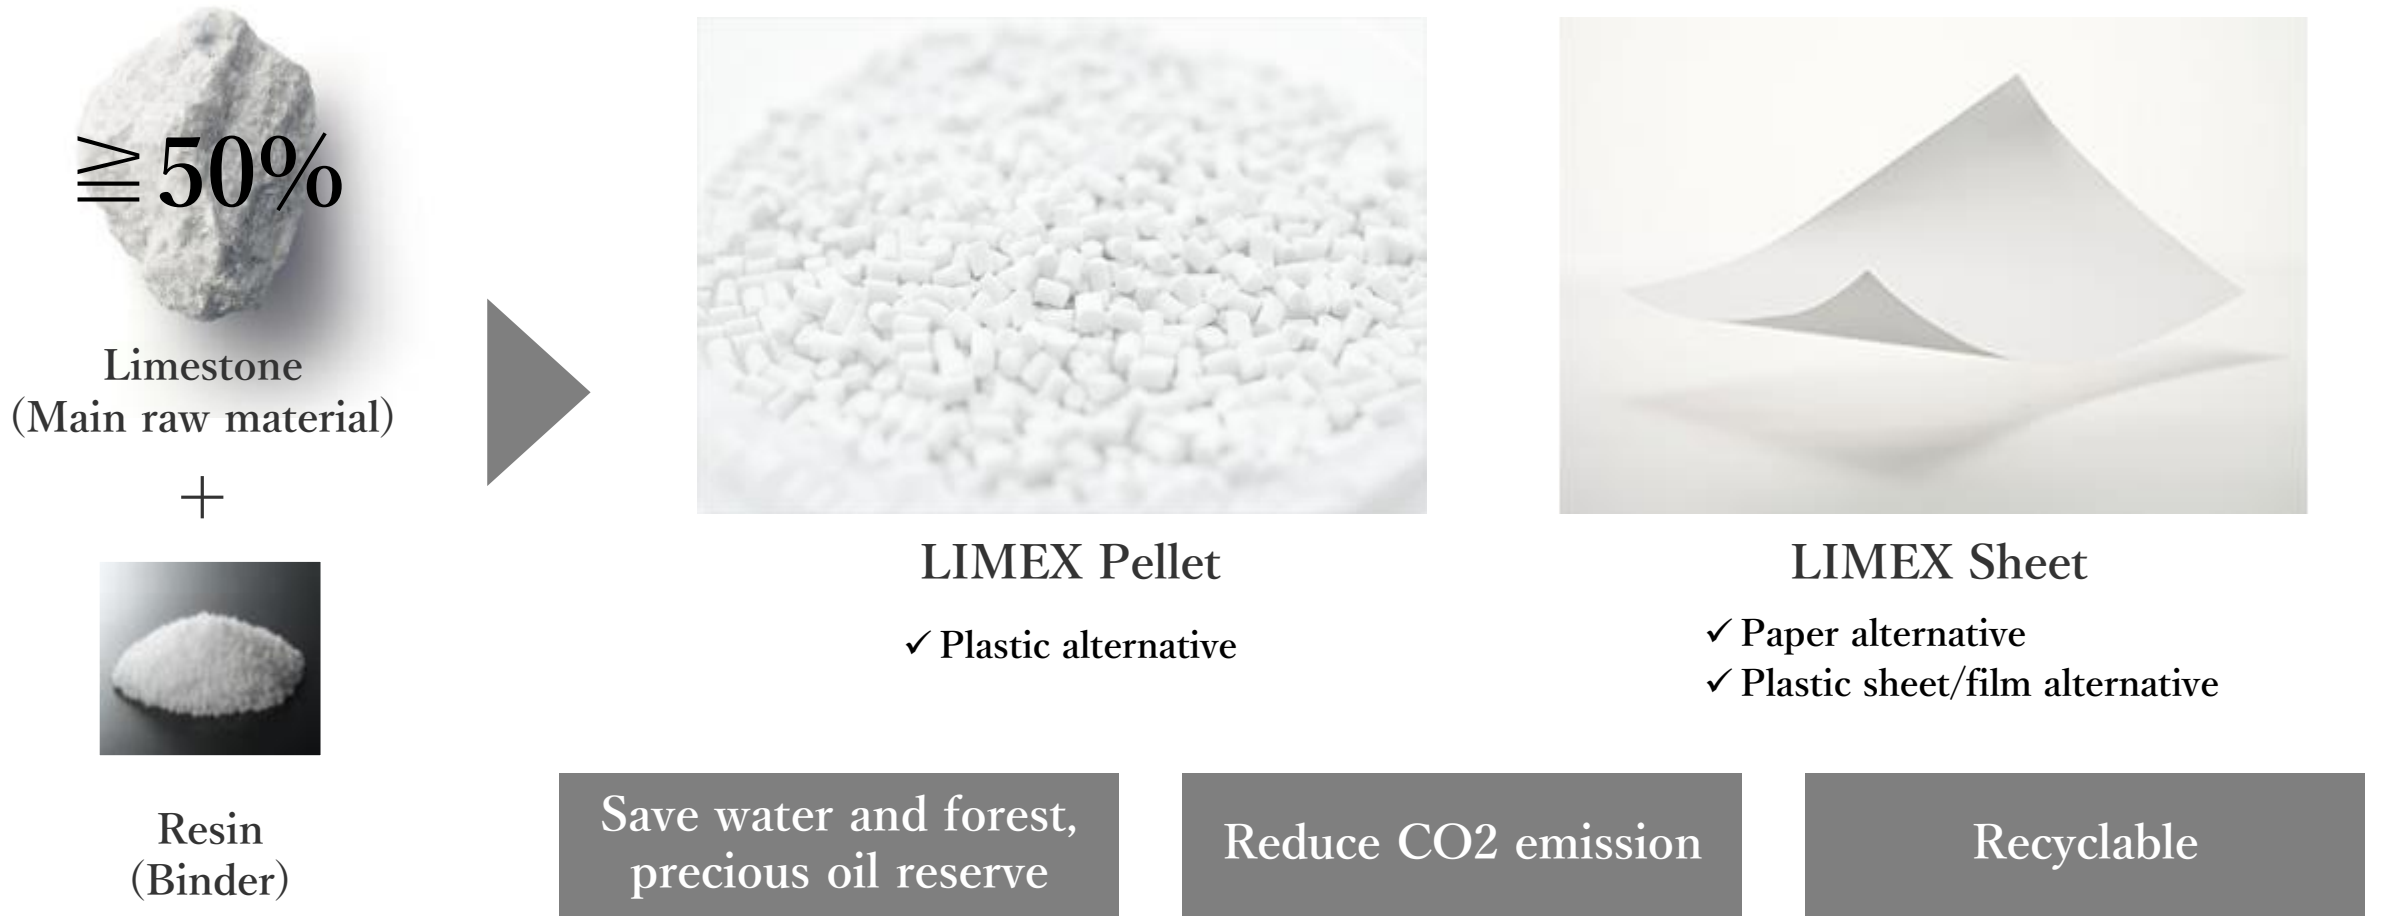 ≧50%
Limestone
(Main raw material)
+
Resin
(Binder)
LIMEX Pellet
✓ Plastic alternative
LIMEX Sheet
✓ Paper alternative
✓ Plastic sheet/film alternative
Save water and forest,
precious oil reserve
Reduce CO2 emission
Recyclable